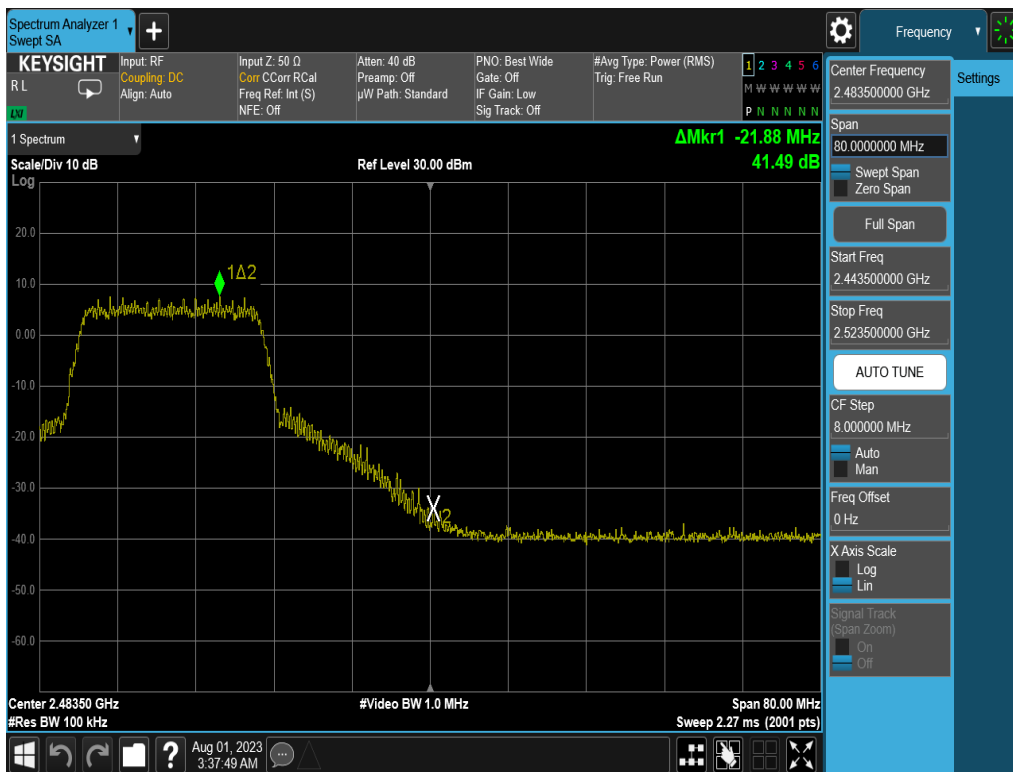 Spectrum Analyzer 1
Swept SA
Frequency
KEYSIGHT
R L
LXI
Input: RF
Coupling: DC
Align: Auto
Input Z: 50 Ω
Corr CCorr RCal
Freq Ref: Int (S)
NFE: Off
Atten: 40 dB
Preamp: Off
µW Path: Standard
PNO: Best Wide
Gate: Off
IF Gain: Low
Sig Track: Off
#Avg Type: Power (RMS)
Trig: Free Run
1 2 3 4 5 6
M W W W W W
P N N N N N
Center Frequency
2.483500000 GHz
Settings
1 Spectrum
ΔMkr1 -21.88 MHz
41.49 dB
Scale/Div 10 dB
Ref Level 30.00 dBm
Log
20.0
10.0
0.00
-10.0
-20.0
-30.0
-40.0
-50.0
-60.0
1Δ2
X2
Span
80.0000000 MHz
Swept Span
Zero Span
Full Span
Start Freq
2.443500000 GHz
Stop Freq
2.523500000 GHz
AUTO TUNE
CF Step
8.000000 MHz
Auto
Man
Freq Offset
0 Hz
X Axis Scale
Log
Lin
Signal Track
(Span Zoom)
On
Off
Center 2.48350 GHz
#Video BW 1.0 MHz
Span 80.00 MHz
#Res BW 100 kHz
Sweep 2.27 ms (2001 pts)
?
Aug 01, 2023
3:37:49 AM